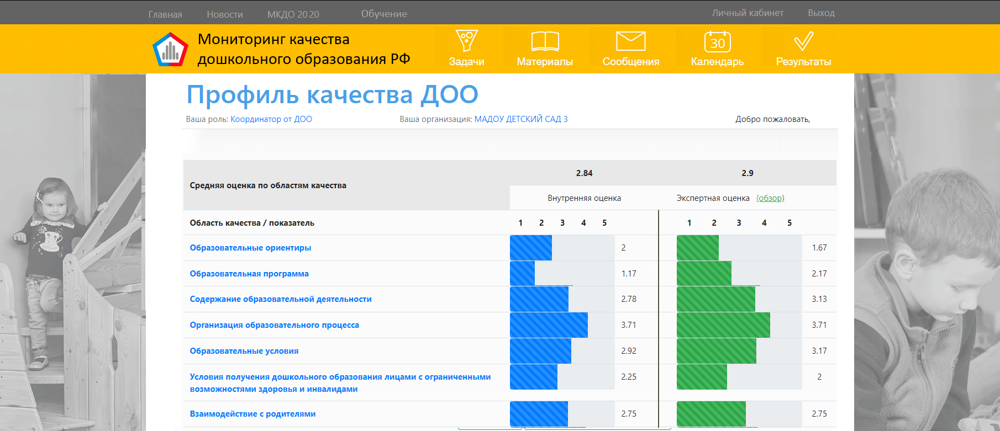 Главная Новости МКДО 2020 Обучение Личный кабинет Выход
Мониторинг качества
дошкольного образования РФ
30
Задачи Материалы Сообщения Календарь Результаты
Профиль качества ДОО
Ваша роль: Координатор от ДОО Ваша организация: МАДОУ ДЕТСКИЙ САД 3 Добро пожаловать,
Средняя оценка по областям качества 2.84 2.9
Внутренняя оценка Экспертная оценка (обзор)
Область качества / показатель 1 2 3 4 5 1 2 3 4 5
Образовательные ориентиры 2 1.67
Образовательная программа 1.17 2.17
Содержание образовательной деятельности 2.78 3.13
Организация образовательного процесса 3.71 3.71
Образовательные условия 2.92 3.17
Условия получения дошкольного образования лицами с ограниченными
возможностями здоровья и инвалидами 2.25 2
Взаимодействие с родителями 2.75 2.75